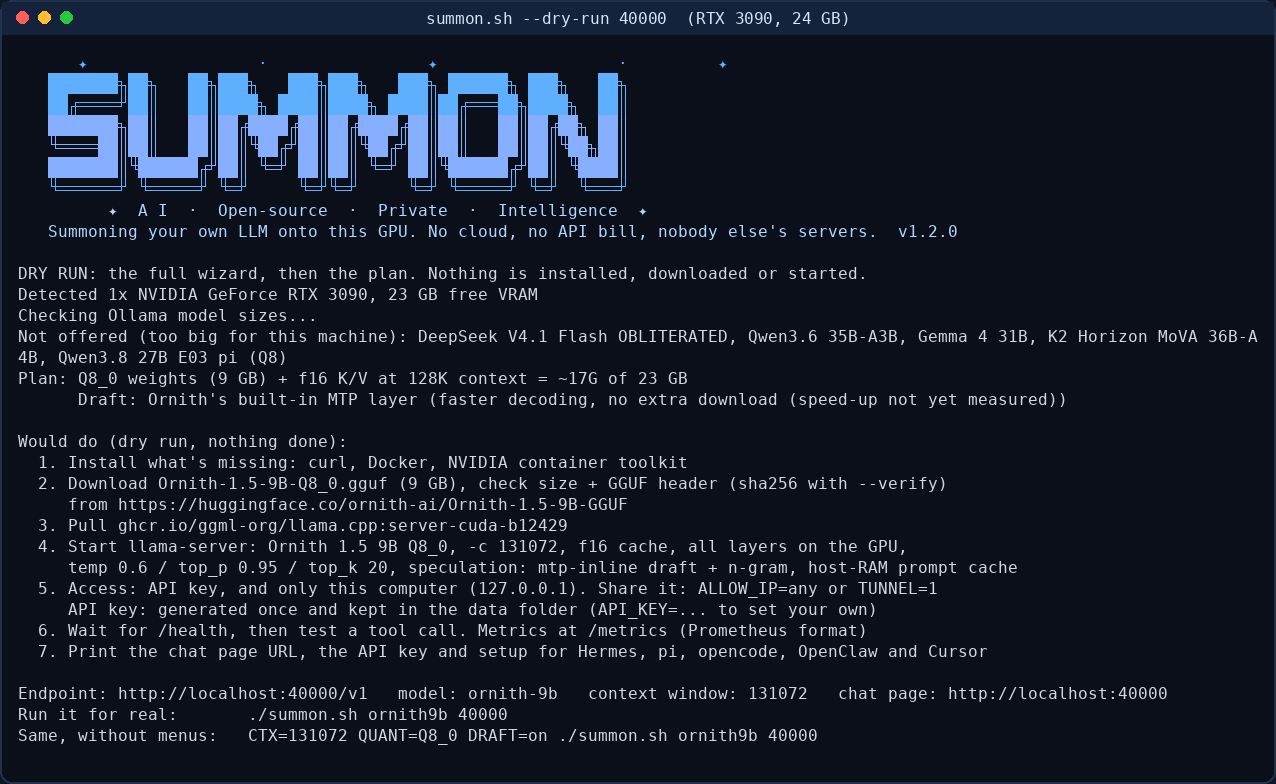 summon.sh --dry-run 40000  (RTX 3090, 24 GB)
SUMMON
✦  A I  ·  Open-source  ·  Private  ·  Intelligence  ✦
Summoning your own LLM onto this GPU. No cloud, no API bill, nobody else's servers.  v1.2.0
DRY RUN: the full wizard, then the plan. Nothing is installed, downloaded or started.
Detected 1x NVIDIA GeForce RTX 3090, 23 GB free VRAM
Checking Ollama model sizes...
Not offered (too big for this machine): DeepSeek V4.1 Flash OBLITERATED, Qwen3.6 35B-A3B, Gemma 4 31B, K2 Horizon MoVA 36B-A
4B, Qwen3.8 27B E03 pi (Q8)
Plan: Q8_0 weights (9 GB) + f16 K/V at 128K context = ~17G of 23 GB
Draft: Ornith's built-in MTP layer (faster decoding, no extra download (speed-up not yet measured))
Would do (dry run, nothing done):
1. Install what's missing: curl, Docker, NVIDIA container toolkit
2. Download Ornith-1.5-9B-Q8_0.gguf (9 GB), check size + GGUF header (sha256 with --verify)
from https://huggingface.co/ornith-ai/Ornith-1.5-9B-GGUF
3. Pull ghcr.io/ggml-org/llama.cpp:server-cuda-b12429
4. Start llama-server: Ornith 1.5 9B Q8_0, -c 131072, f16 cache, all layers on the GPU,
temp 0.6 / top_p 0.95 / top_k 20, speculation: mtp-inline draft + n-gram, host-RAM prompt cache
5. Access: API key, and only this computer (127.0.0.1). Share it: ALLOW_IP=any or TUNNEL=1
API key: generated once and kept in the data folder (API_KEY=... to set your own)
6. Wait for /health, then test a tool call. Metrics at /metrics (Prometheus format)
7. Print the chat page URL, the API key and setup for Hermes, pi, opencode, OpenClaw and Cursor
Endpoint: http://localhost:40000/v1   model: ornith-9b   context window: 131072   chat page: http://localhost:40000
Run it for real:       ./summon.sh ornith9b 40000
Same, without menus:   CTX=131072 QUANT=Q8_0 DRAFT=on ./summon.sh ornith9b 40000